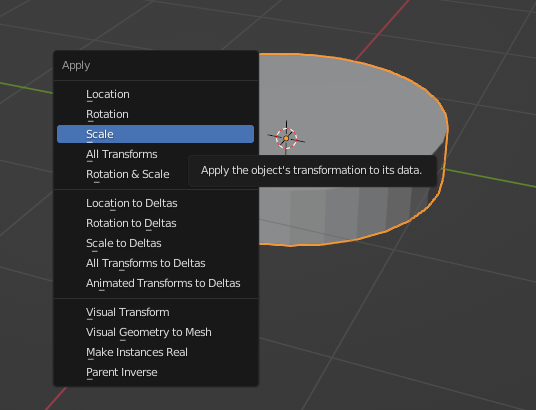 Apply
Location
Rotation
Scale
All Transforms
Apply the object's transformation to its data.
Rotation & Scale
Location to Deltas
Rotation to Deltas
Scale to Deltas
All Transforms to Deltas
Animated Transforms to Deltas
Visual Transform
Visual Geometry to Mesh
Make Instances Real
Parent Inverse